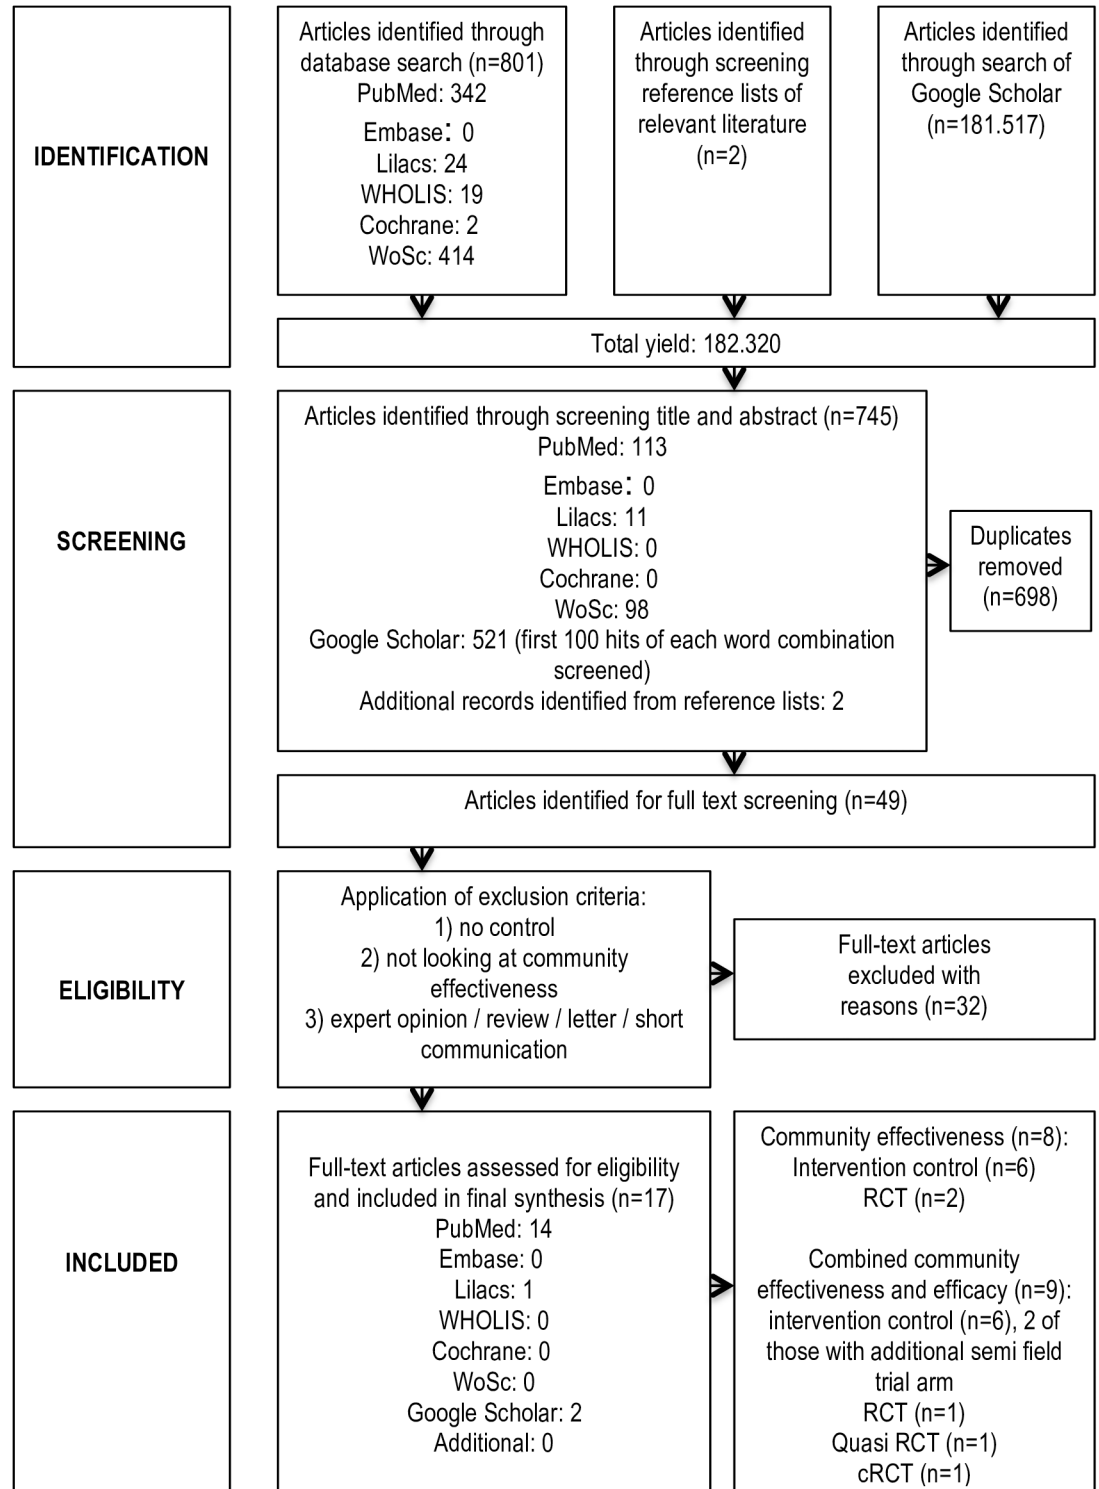 IDENTIFICATION
Articles identified through
database search (n=801)
PubMed: 342
Embase: 0
Lilacs: 24
WHOLIS: 19
Cochrane: 2
WoSc: 414
Articles identified
through screening
reference lists of
relevant literature
(n=2)
Articles identified
through search of
Google Scholar
(n=181.517)
Total yield: 182.320
SCREENING
Articles identified through screening title and abstract (n=745)
PubMed: 113
Embase: 0
Lilacs: 11
WHOLIS: 0
Cochrane: 0
WoSc: 98
Google Scholar: 521 (first 100 hits of each word combination
screened)
Additional records identified from reference lists: 2
Duplicates
removed
(n=698)
Articles identified for full text screening (n=49)
ELIGIBILITY
Application of exclusion criteria:
1) no control
2) not looking at community
effectiveness
3) expert opinion / review / letter / short
communication
Full-text articles
excluded with
reasons (n=32)
INCLUDED
Full-text articles assessed for eligibility
and included in final synthesis (n=17)
PubMed: 14
Embase: 0
Lilacs: 1
WHOLIS: 0
Cochrane: 0
WoSc: 0
Google Scholar: 2
Additional: 0
Community effectiveness (n=8):
Intervention control (n=6)
RCT (n=2)
Combined community
effectiveness and efficacy (n=9):
intervention control (n=6), 2 of
those with additional semi field
trial arm
RCT (n=1)
Quasi RCT (n=1)
cRCT (n=1)